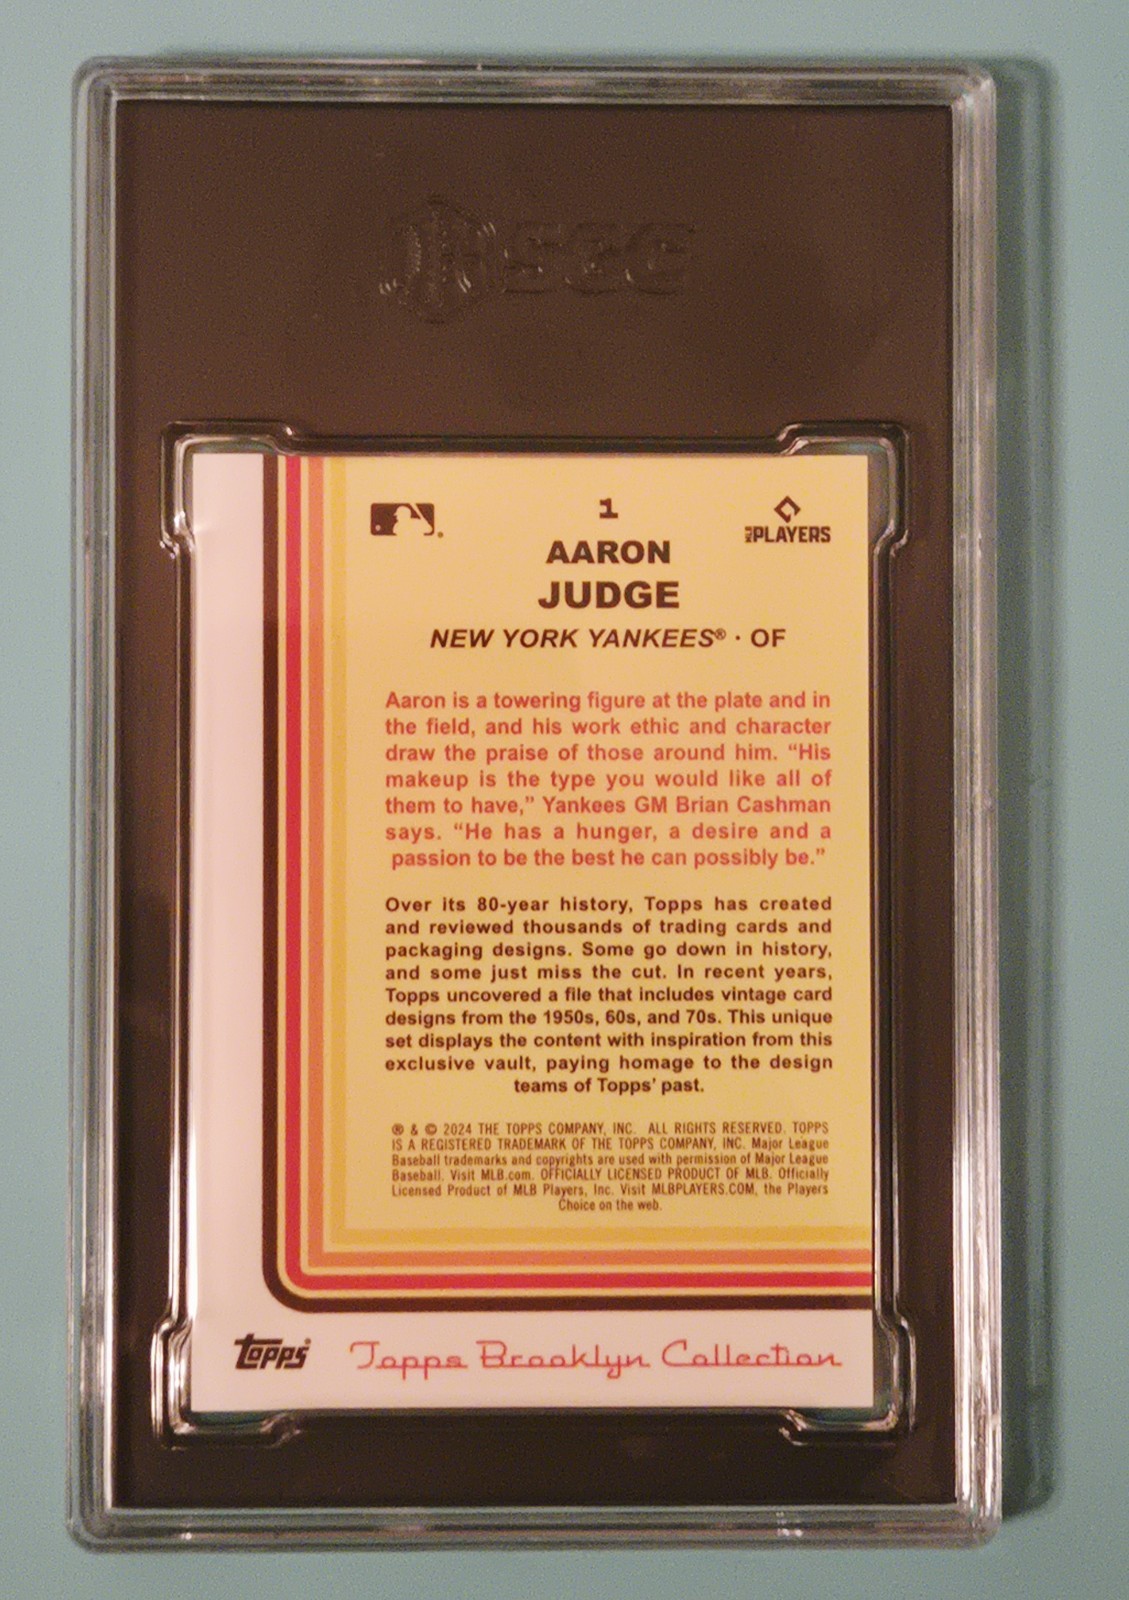 SGC
1
AARON
JUDGE
MLB PLAYERS
NEW YORK YANKEES® · OF
Aaron is a towering figure at the plate and in
the field, and his work ethic and character
draw the praise of those around him. “His
makeup is the type you would like all of
them to have,” Yankees GM Brian Cashman
says. “He has a hunger, a desire and a
passion to be the best he can possibly be.”
Over its 80-year history, Topps has created
and reviewed thousands of trading cards and
packaging designs. Some go down in history,
and some just miss the cut. In recent years,
Topps uncovered a file that includes vintage card
designs from the 1950s, 60s, and 70s. This unique
set displays the content with inspiration from this
exclusive vault, paying homage to the design
teams of Topps’ past.
® & © 2024 THE TOPPS COMPANY, INC. ALL RIGHTS RESERVED. TOPPS
IS A REGISTERED TRADEMARK OF THE TOPPS COMPANY, INC. Major League
Baseball trademarks and copyrights are used with permission of Major League
Baseball. Visit MLB.com. OFFICIALLY LICENSED PRODUCT OF MLB. Officially
Licensed Product of MLB Players, Inc. Visit MLBPLAYERS.COM, the Players
Choice on the web.
topps® Topps Brooklyn Collection